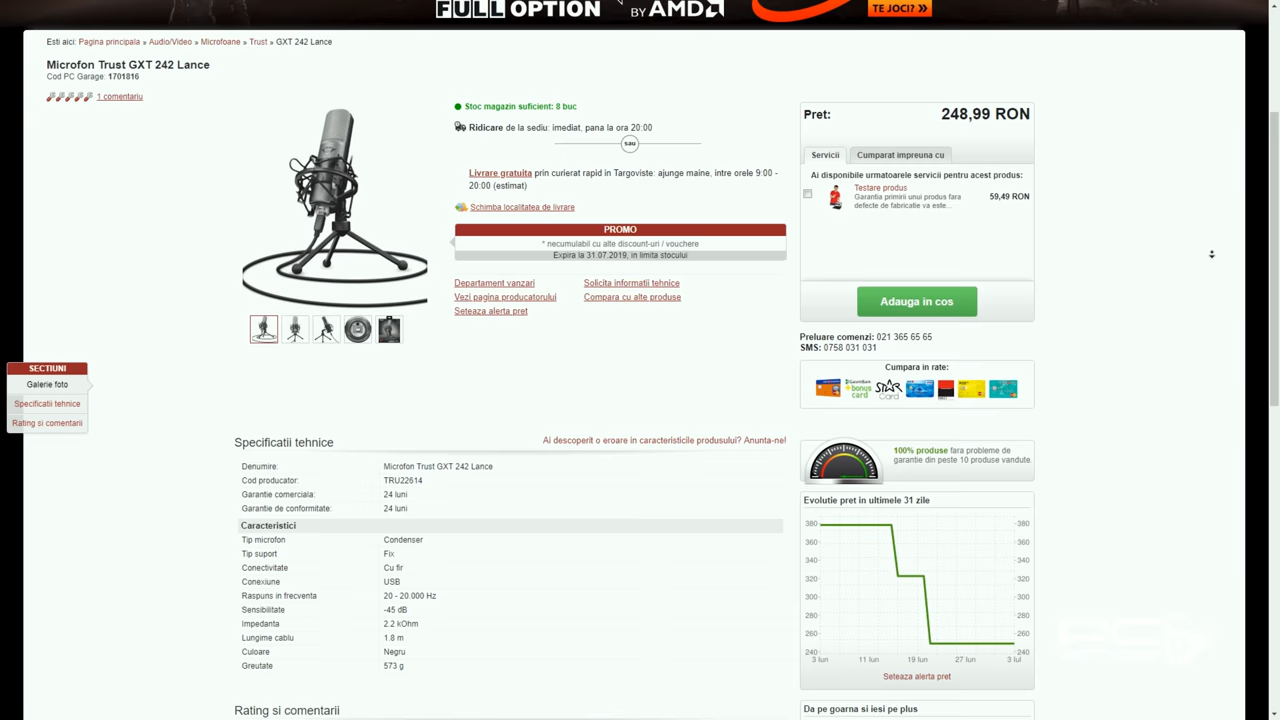 FULL OPTION BY AMD
TE JOCI?
Esti aici: Pagina principala » Audio/Video » Microfoane » Trust » GXT 242 Lance
Microfon Trust GXT 242 Lance
Cod PC Garage: 1701816
1 comentariu
Stoc magazin suficient: 8 buc
Ridicare de la sediu: imediat, pana la ora 20:00
sau
Livrare gratuita prin curierat rapid in Targoviste: ajunge maine, intre orele 9:00 -
20:00 (estimat)
Schimba localitatea de livrare
PROMO
* necumulabil cu alte discount-uri / vouchere
Expira la 31.07.2019, in limita stocului
Departament vanzari
Solicita informatii tehnice
Vezi pagina producatorului
Compara cu alte produse
Seteaza alerta pret
Pret: 248,99 RON
Servicii
Cumparat impreuna cu
Ai disponibile urmatoarele servicii pentru acest produs:
Testare produs
Garantia primirii unui produs fara
defecte de fabricatie va este...
59,49 RON
Adauga in cos
Preluare comenzi: 021 365 65 65
SMS: 0758 031 031
Cumpara in rate:
SECTIUNI
Galerie foto
Specificatii tehnice
Rating si comentarii
Specificatii tehnice
Ai descoperit o eroare in caracteristicile produsului? Anunta-ne!
Denumire: Microfon Trust GXT 242 Lance
Cod producator: TRU22614
Garantie comerciala: 24 luni
Garantie de conformitate: 24 luni
Caracteristici
Tip microfon Condenser
Tip suport Fix
Conectivitate Cu fir
Conexiune USB
Raspuns in frecventa 20 - 20.000 Hz
Sensibilitate -45 dB
Impedanta 2.2 kOhm
Lungime cablu 1.8 m
Culoare Negru
Greutate 573 g
Rating si comentarii
100% produse fara probleme de
garantie din peste 10 produse vandute.
Evolutie pret in ultimele 31 zile
380 380
360 360
340 340
320 320
300 300
280 280
260 260
240 240
3 Iun 11 Iun 19 Iun 27 Iun 3 Iul
Seteaza alerta pret
Da pe goarna si iesi pe plus